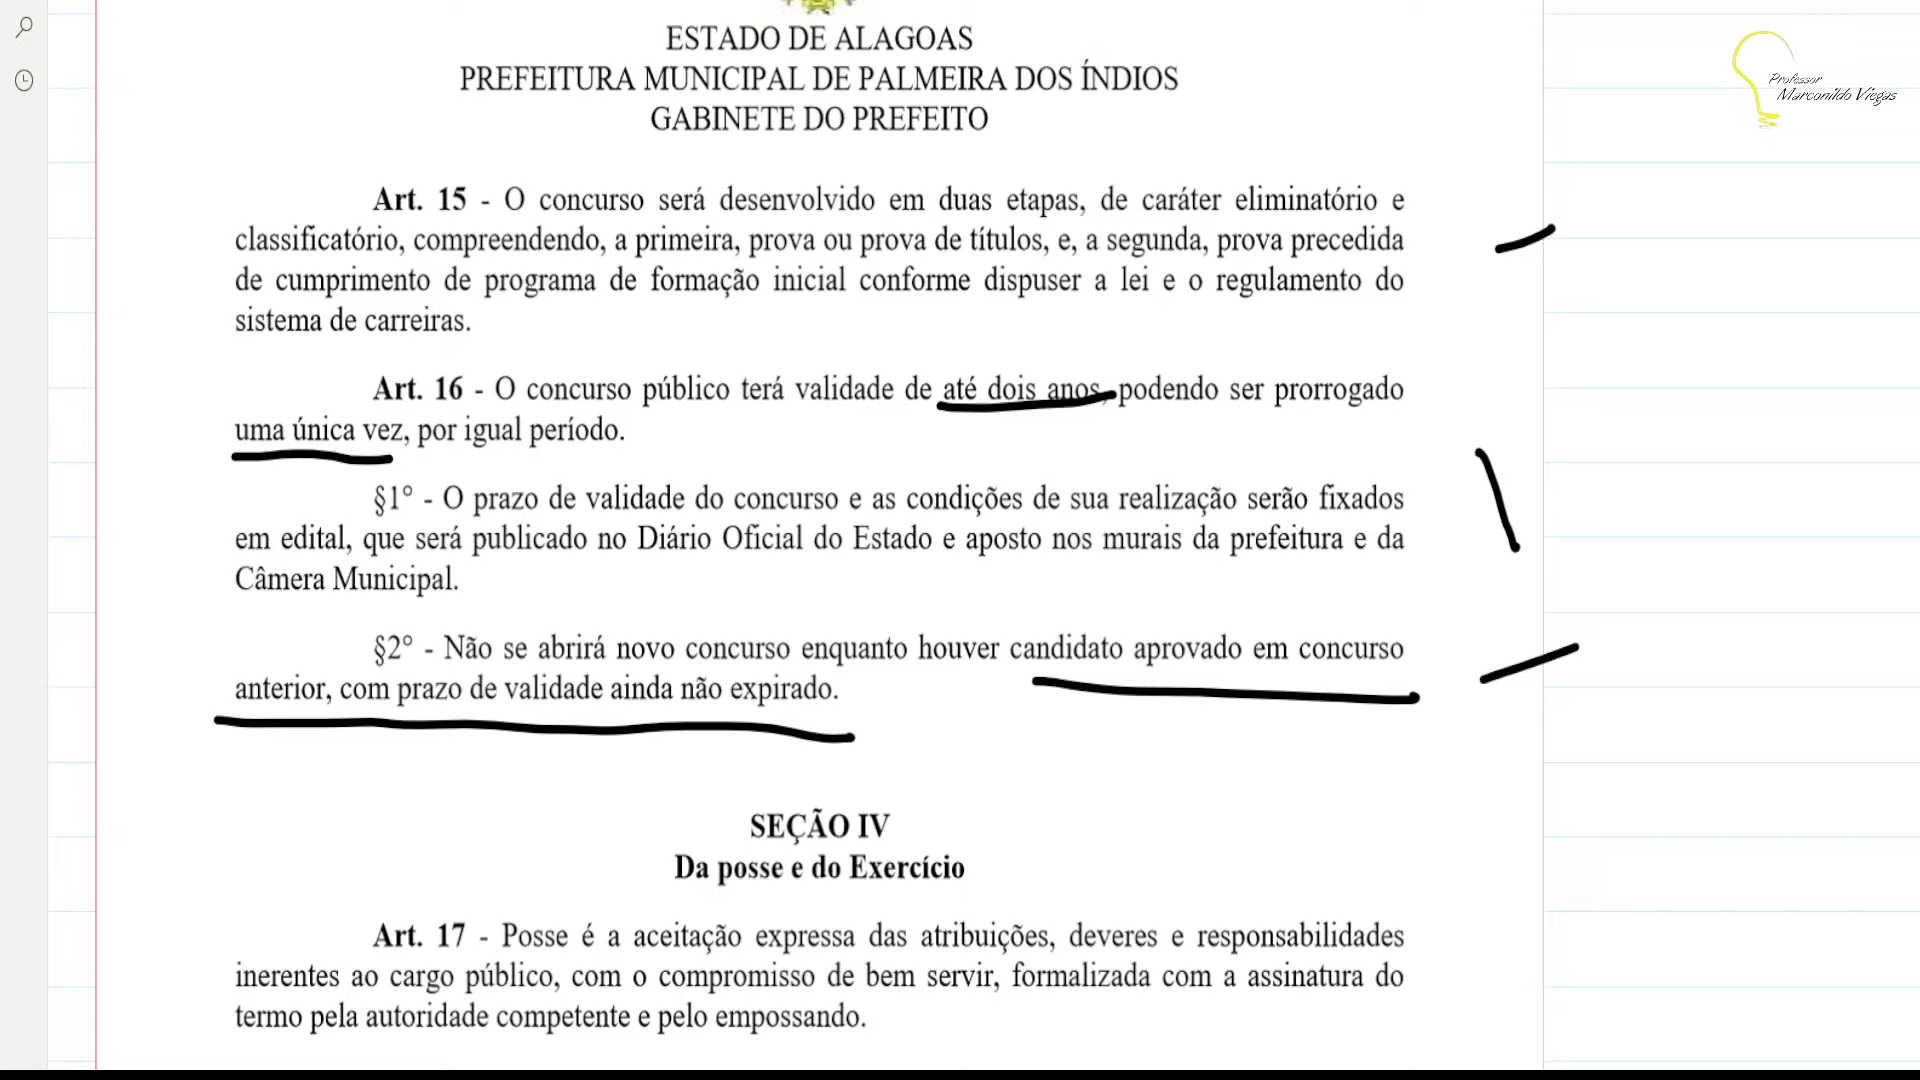 ESTADO DE ALAGOAS
PREFEITURA MUNICIPAL DE PALMEIRA DOS ÍNDIOS
GABINETE DO PREFEITO
Professor
Marconildo Viegas
Art. 15 - O concurso será desenvolvido em duas etapas, de caráter eliminatório e
classificatório, compreendendo, a primeira, prova ou prova de títulos, e, a segunda, prova precedida
de cumprimento de programa de formação inicial conforme dispuser a lei e o regulamento do
sistema de carreiras.
Art. 16 - O concurso público terá validade de até dois anos, podendo ser prorrogado
uma única vez, por igual período.
§1° - O prazo de validade do concurso e as condições de sua realização serão fixados
em edital, que será publicado no Diário Oficial do Estado e aposto nos murais da prefeitura e da
Câmera Municipal.
§2° - Não se abrirá novo concurso enquanto houver candidato aprovado em concurso
anterior, com prazo de validade ainda não expirado.
SEÇÃO IV
Da posse e do Exercício
Art. 17 - Posse é a aceitação expressa das atribuições, deveres e responsabilidades
inerentes ao cargo público, com o compromisso de bem servir, formalizada com a assinatura do
termo pela autoridade competente e pelo empossando.